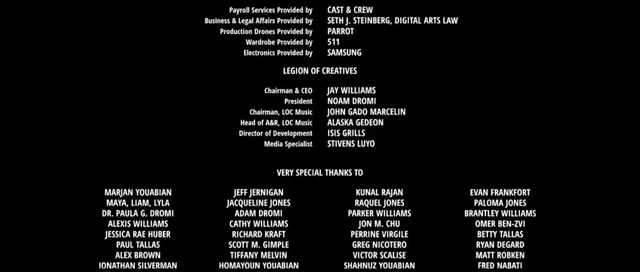 Payroll Services Provided by CAST & CREW
Business & Legal Affairs Provided by SETH J. STEINBERG, DIGITAL ARTS LAW
Production Drones Provided by PARROT
Wardrobe Provided by 511
Electronics Provided by SAMSUNG
LEGION OF CREATIVES
Chairman & CEO JAY WILLIAMS
President NOAM DROMI
Chairman, LOC Music JOHN GADO MARCELIN
Head of A&R, LOC Music ALASKA GEDEON
Director of Development ISIS GRILLS
Media Specialist STIVENS LUYO
VERY SPECIAL THANKS TO
MARJAN YOUABIAN JEFF JERNIGAN KUNAL RAJAN EVAN FRANKFORT
MAYA, LIAM, LYLA JACQUELINE JONES RAQUEL JONES PALOMA JONES
DR. PAULA G. DROMI ADAM DROMI PARKER WILLIAMS BRANTLEY WILLIAMS
ALEXIS WILLIAMS CATHY WILLIAMS JON M. CHU OMER BEN-ZVI
JESSICA RAE HUBER RICHARD KRAFT PERRINE VIRGILE BETTY TALLAS
PAUL TALLAS SCOTT M. GIMPLE GREG NICOTERO RYAN DEGARD
ALEX BROWN TIFFANY MELVIN VICTOR SCALISE MATT ROBKEN
JONATHAN SILVERMAN HOMAYOUN YOUABIAN SHAHNUZ YOUABIAN FRED NABATI